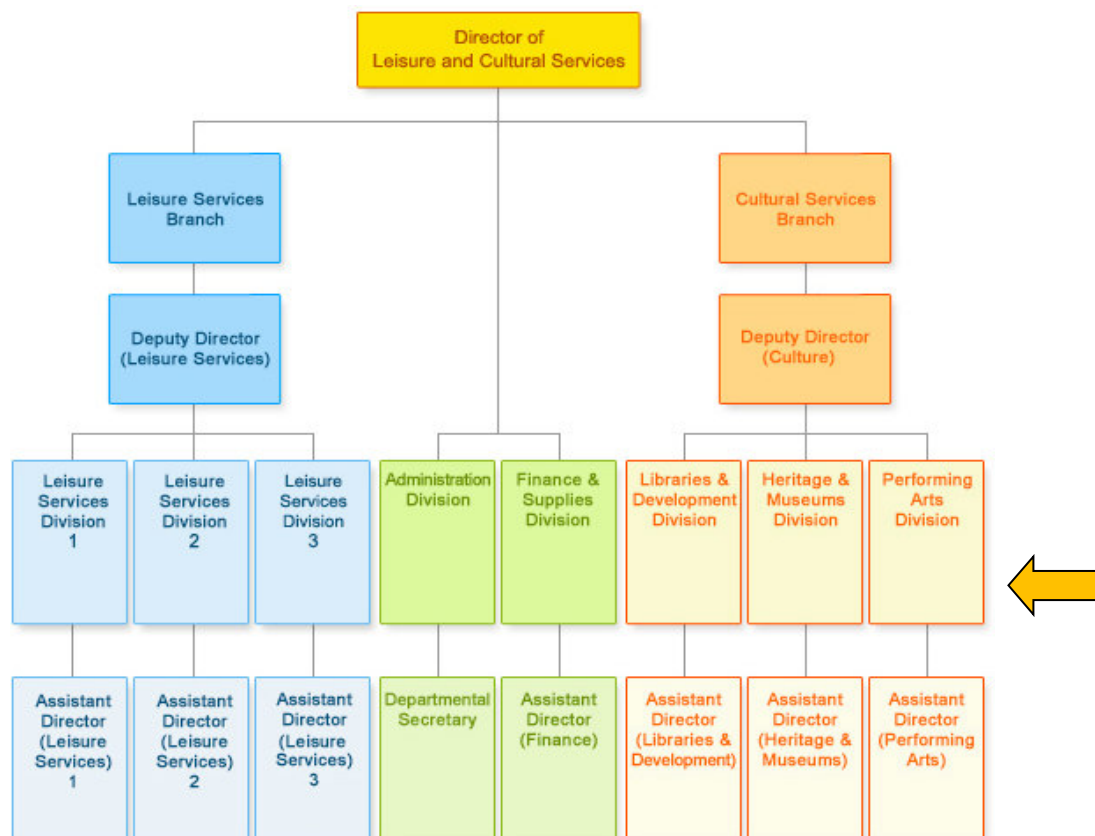 Director of
Leisure and Cultural Services
Leisure Services
Branch
Cultural Services
Branch
Deputy Director
(Leisure Services)
Deputy Director
(Culture)
Leisure
Services
Division
1
Leisure
Services
Division
2
Leisure
Services
Division
3
Administration
Division
Finance &
Supplies
Division
Libraries &
Development
Division
Heritage &
Museums
Division
Performing
Arts
Division
Assistant
Director
(Leisure
Services)
1
Assistant
Director
(Leisure
Services)
2
Assistant
Director
(Leisure
Services)
3
Departmental
Secretary
Assistant
Director
(Finance)
Assistant
Director
(Libraries &
Development)
Assistant
Director
(Heritage &
Museums)
Assistant
Director
(Performing
Arts)